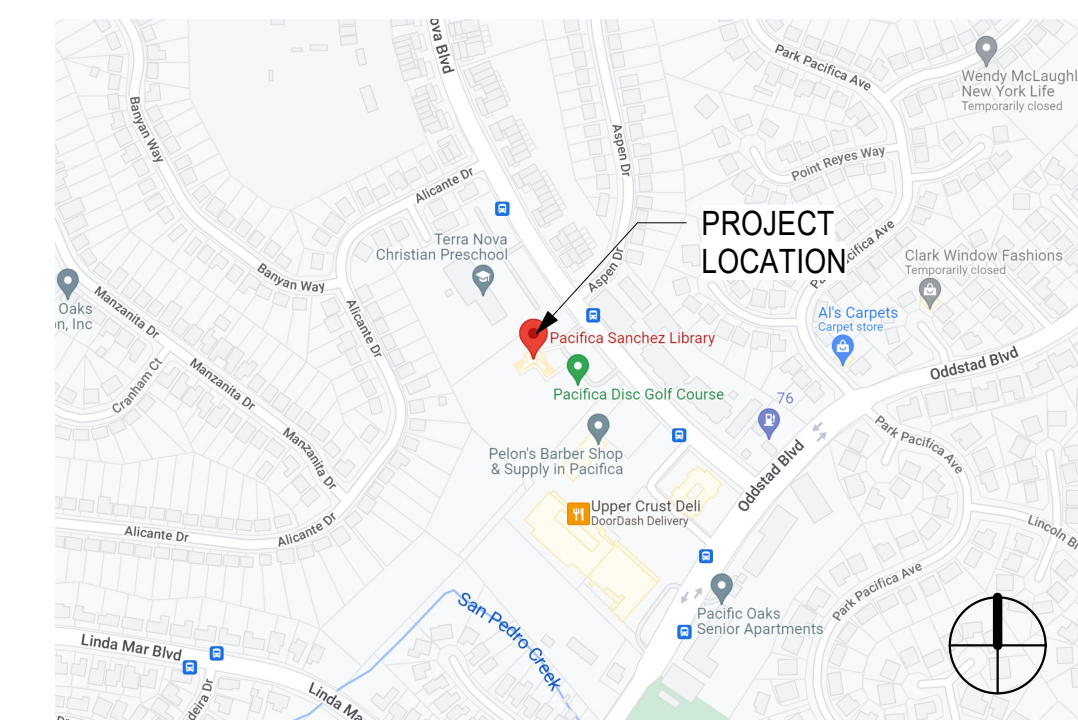 ova Blvd
Park Pacifica Ave
Wendy McLaughl
New York Life
Temporarily closed
Banyan Way
Aspen Dr
Point Reyes Way
Alicante Dr
PROJECT
LOCATION
Terra Nova
Christian Preschool
Aspen Dr
cifica Ave
Clark Window Fashions
Temporarily closed
Banyan Way
Oaks
n, Inc
Manzanita Dr
Alicante Dr
Al's Carpets
Carpet store
Pacifica Sanchez Library
Oddstad Blvd
Cranham Ct
Manzanita Dr
Pacifica Disc Golf Course
76
Manzanita Dr
Pelon's Barber Shop
& Supply in Pacifica
Park Pacifica Ave
Oddstad Blvd
Upper Crust Deli
DoorDash Delivery
Alicante Dr
Alicante Dr
Lincoln B
Park Pacifica Ave
San Pedro Creek
Pacific Oaks
Senior Apartments
Linda Mar Blvd
Linda Ma
deira Dr